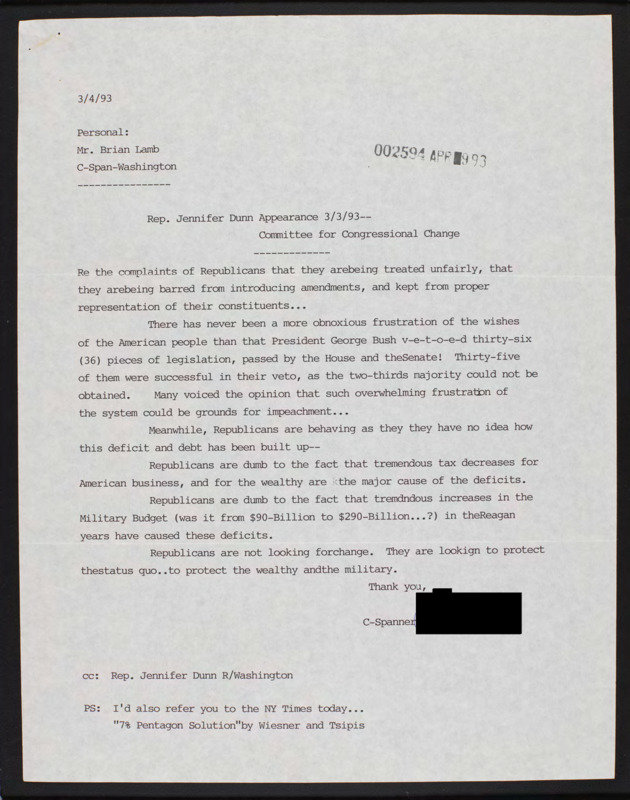 3/4/93
Personal:
Mr. Brian Lamb
C-Span-Washington
----------------
002594 APR 993
Rep. Jennifer Dunn Appearance 3/3/93--
Committee for Congressional Change
-------------
Re the complaints of Republicans that they arebeing treated unfairly, that
they arebeing barred from introducing amendments, and kept from proper
representation of their constituents...
There has never been a more obnoxious frustration of the wishes
of the American people than that President George Bush v-e-t-o-e-d thirty-six
(36) pieces of legislation, passed by the House and theSenate! Thirty-five
of them were successful in their veto, as the two-thirds majority could not be
obtained. Many voiced the opinion that such overwhelming frustration of
the system could be grounds for impeachment...
Meanwhile, Republicans are behaving as they they have no idea how
this deficit and debt has been built up--
Republicans are dumb to the fact that tremendous tax decreases for
American business, and for the wealthy are the major cause of the deficits.
Republicans are dumb to the fact that tremdndous increases in the
Military Budget (was it from $90-Billion to $290-Billion...?) in theReagan
years have caused these deficits.
Republicans are not looking forchange. They are lookign to protect
thestatus quo..to protect the wealthy andthe military.
Thank you,
C-Spanner
cc: Rep. Jennifer Dunn R/Washington
PS: I'd also refer you to the NY Times today...
"7% Pentagon Solution"by Wiesner and Tsipis